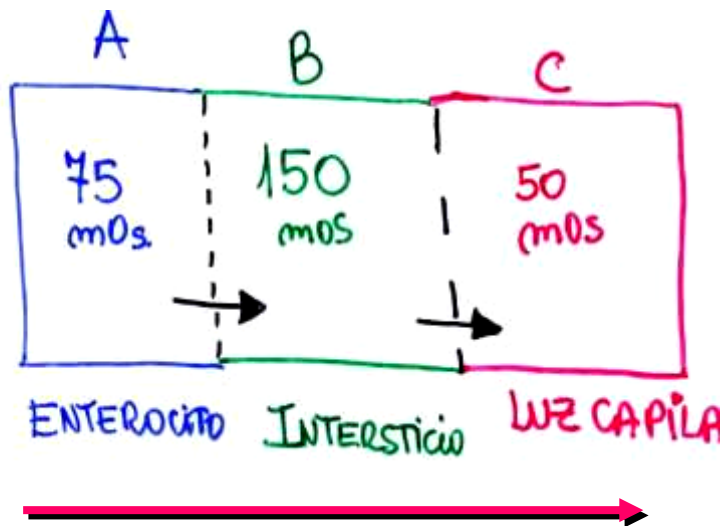 A
B
C
75
mOs.
150
mOS
50
mOs
ENTEROCITO
INTERSTICIO
LUZ CAPILA